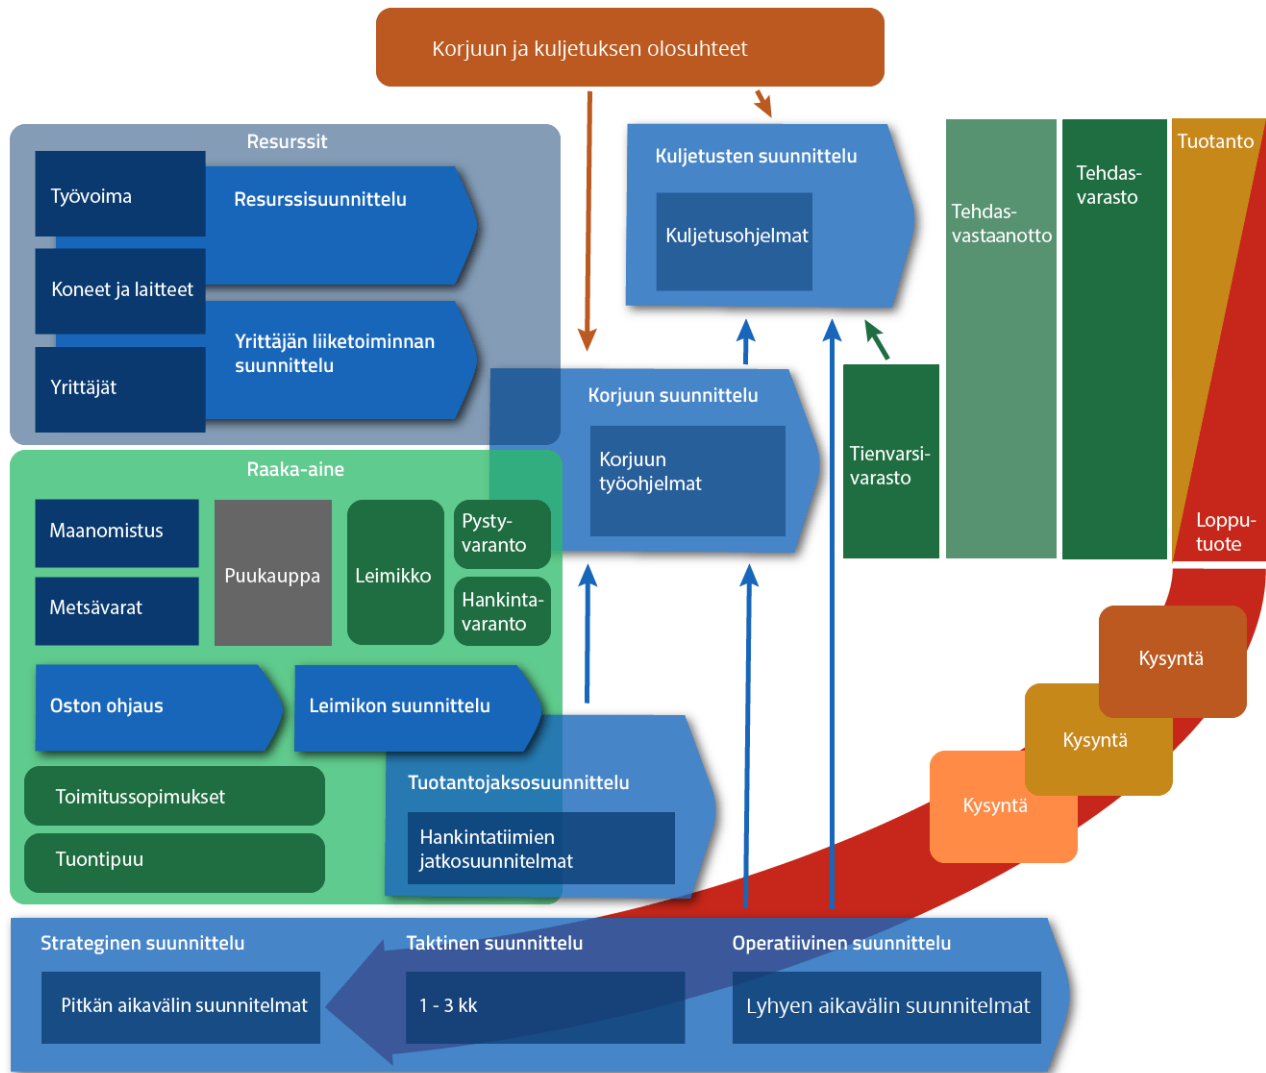 Korjuun ja kuljetuksen olosuhteet
Resurssit
Työvoima
Resurssisuunnittelu
Koneet ja laitteet
Yrittäjän liiketoiminnan
suunnittelu
Yrittäjät
Kuljetusten suunnittelu
Kuljetusohjelmat
Korjuun suunnittelu
Korjuun
työohjelmat
Tienvarsi-
varasto
Tehdas-
vastaanotto
Tehdas-
varasto
Tuotanto
Loppu-
tuote
Raaka-aine
Maanomistus
Metsävarat
Puukauppa
Leimikko
Pysty-
varanto
Hankinta-
varanto
Oston ohjaus
Leimikon suunnittelu
Toimitussopimukset
Tuontipuu
Tuotantojaksosuunnittelu
Hankintatiimien
jatkosuunnitelmat
Kysyntä
Kysyntä
Kysyntä
Strateginen suunnittelu
Pitkän aikavälin suunnitelmat
Taktinen suunnittelu
1 - 3 kk
Operatiivinen suunnittelu
Lyhyen aikavälin suunnitelmat